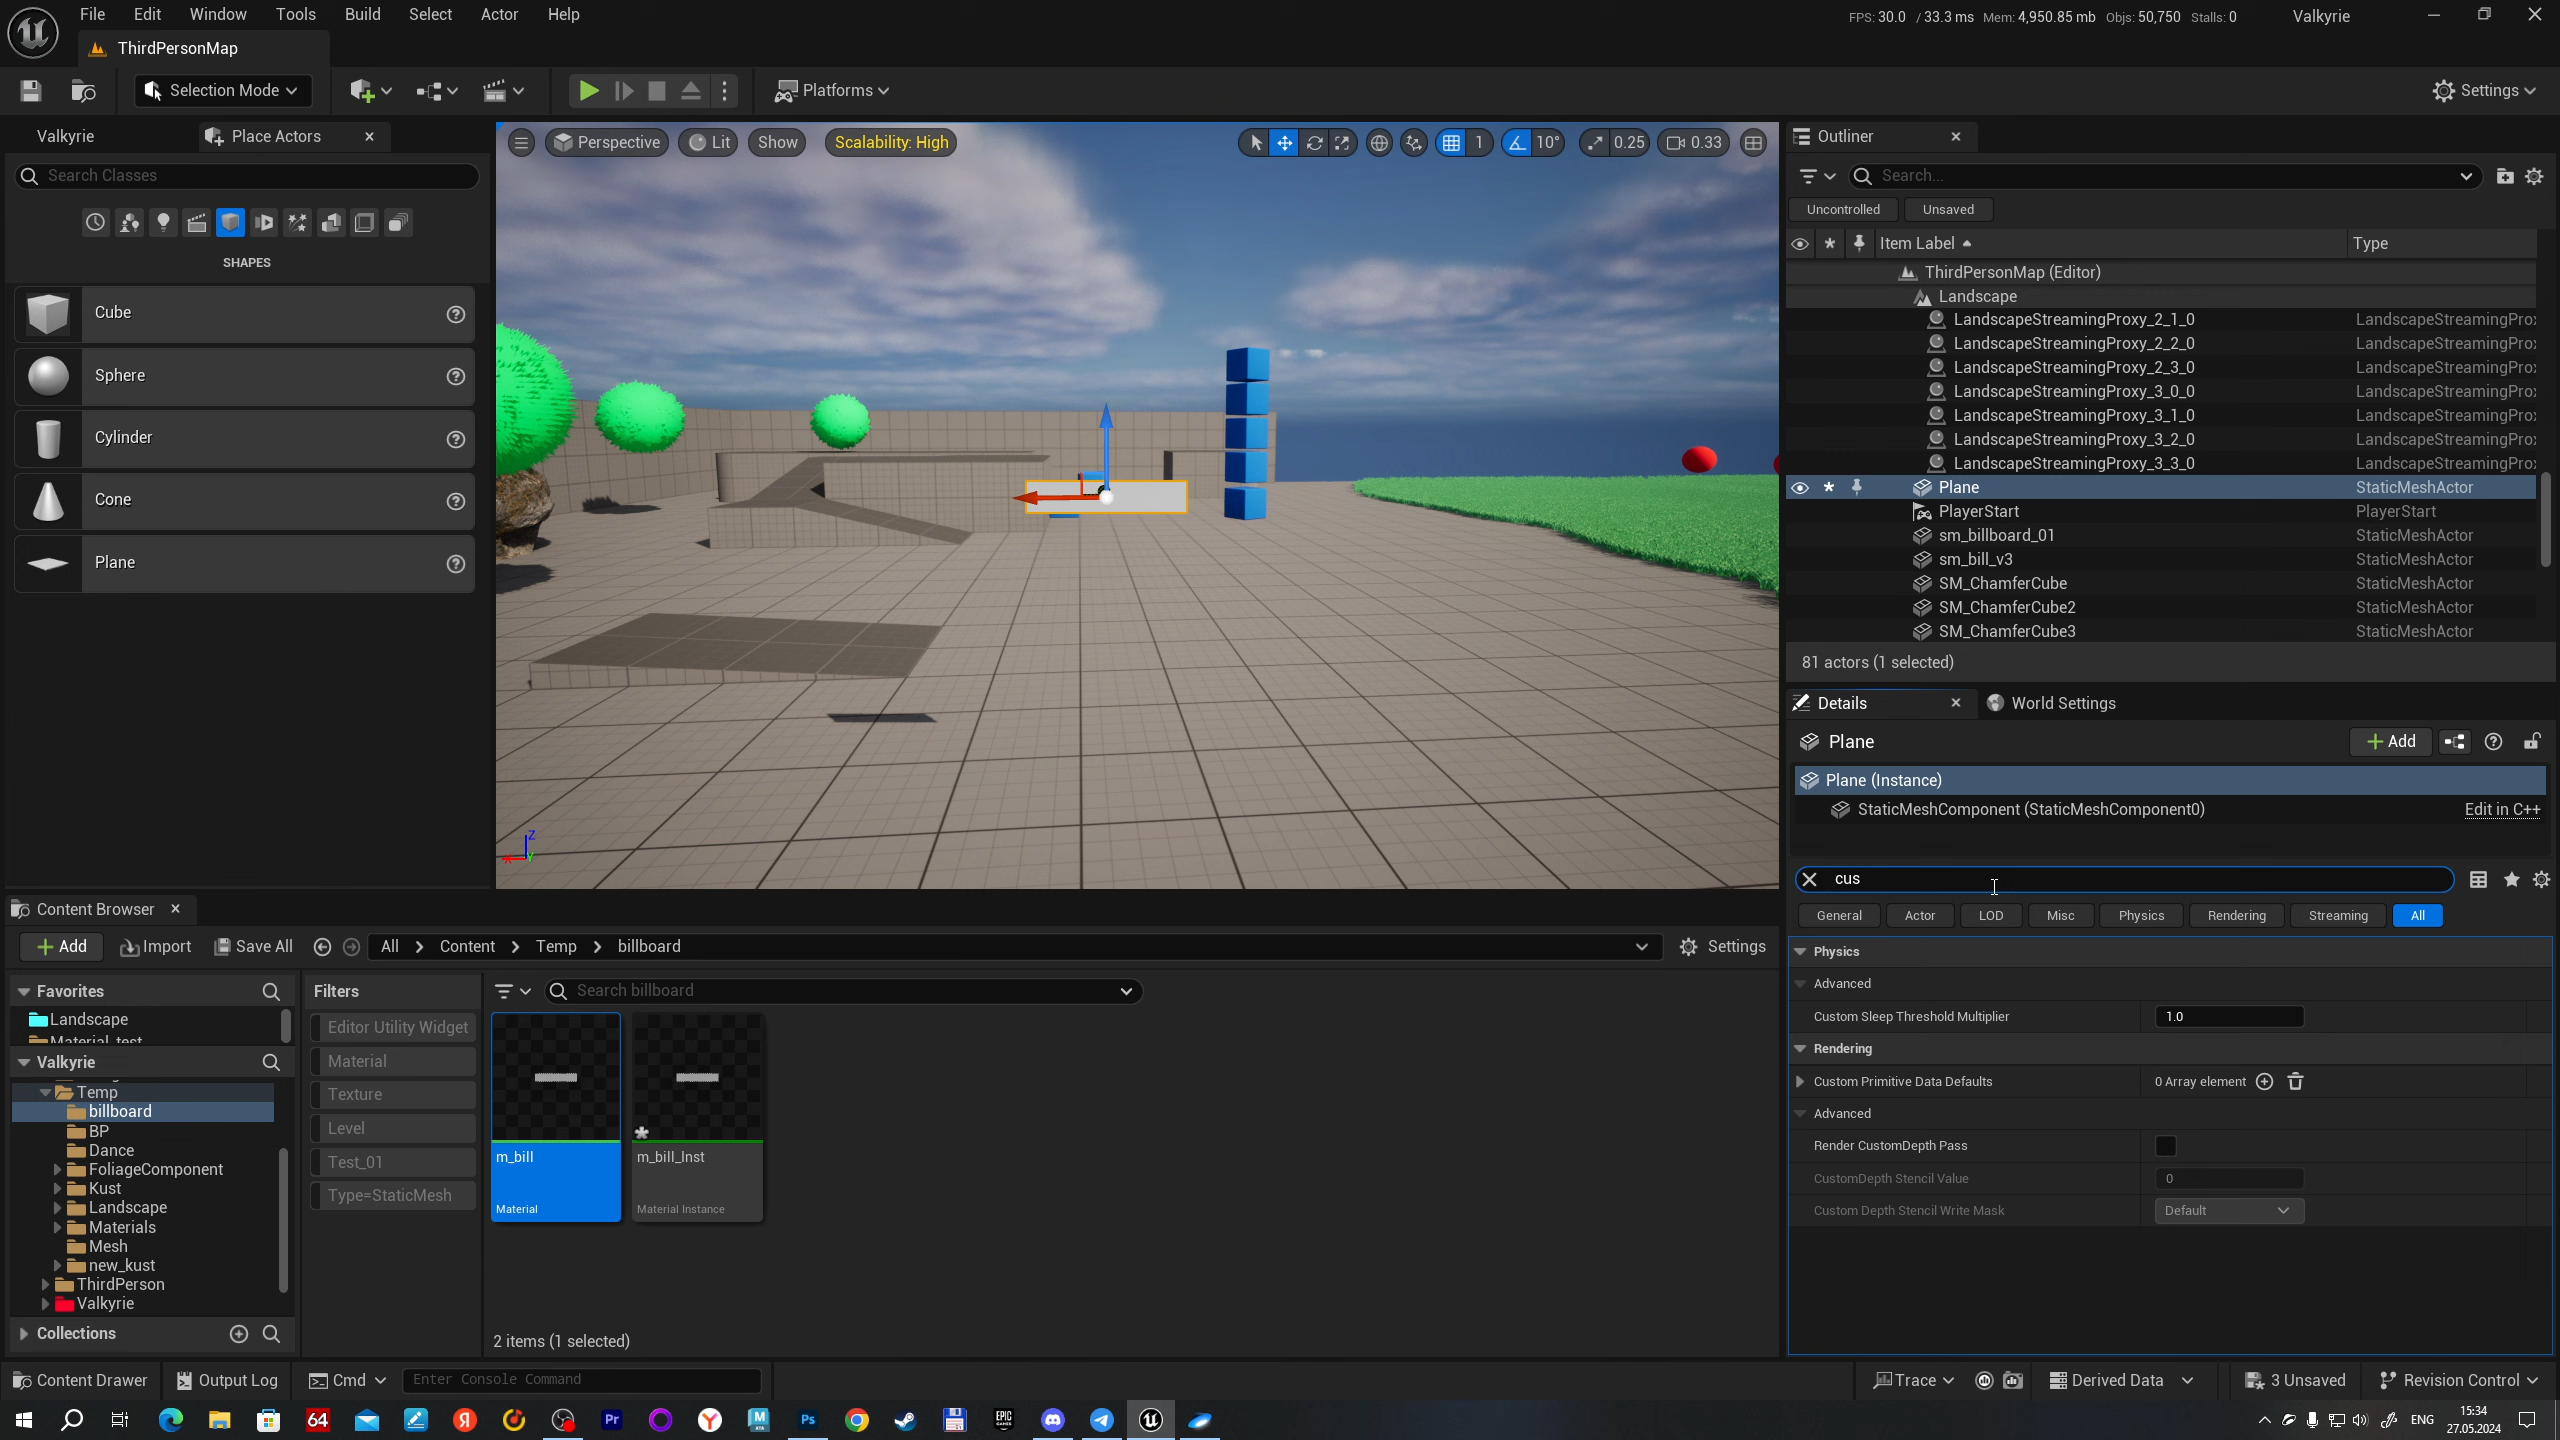 File Edit Window Tools Build Select Actor Help
FPS: 30.0 / 33.3 ms Mem: 4,950.85 mb Objs: 50,750 Stalls: 0 Valkyrie
ThirdPersonMap
Selection Mode
Platforms
Settings
Valkyrie
Place Actors
Search Classes
SHAPES
Cube
Sphere
Cylinder
Cone
Plane
Perspective
Lit
Show
Scalability: High
1
10°
0.25
0.33
Z
Outliner
Search...
Uncontrolled
Unsaved
Item Label
Type
ThirdPersonMap (Editor)
Landscape
LandscapeStreamingProxy_2_1_0 LandscapeStreamingPro
LandscapeStreamingProxy_2_2_0 LandscapeStreamingPro
LandscapeStreamingProxy_2_3_0 LandscapeStreamingPro
LandscapeStreamingProxy_3_0_0 LandscapeStreamingPro
LandscapeStreamingProxy_3_1_0 LandscapeStreamingPro
LandscapeStreamingProxy_3_2_0 LandscapeStreamingPro
LandscapeStreamingProxy_3_3_0 LandscapeStreamingPro
Plane StaticMeshActor
PlayerStart PlayerStart
sm_billboard_01 StaticMeshActor
sm_bill_v3 StaticMeshActor
SM_ChamferCube StaticMeshActor
SM_ChamferCube2 StaticMeshActor
SM_ChamferCube3 StaticMeshActor
81 actors (1 selected)
Details
World Settings
Plane
Add
Plane (Instance)
StaticMeshComponent (StaticMeshComponent0) Edit in C++
cus
General Actor LOD Misc Physics Rendering Streaming All
Physics
Advanced
Custom Sleep Threshold Multiplier 1.0
Rendering
Custom Primitive Data Defaults 0 Array element
Advanced
Render CustomDepth Pass
CustomDepth Stencil Value 0
Custom Depth Stencil Write Mask Default
Content Browser
Add Import Save All All Content Temp billboard Settings
Favorites
Landscape
Material_test
Valkyrie
Temp
billboard
BP
Dance
FoliageComponent
Kust
Landscape
Materials
Mesh
new_kust
ThirdPerson
Valkyrie
Collections
Filters
Editor Utility Widget
Material
Texture
Level
Test_01
Type=StaticMesh
Search billboard
m_bill
Material
m_bill_Inst
Material Instance
2 items (1 selected)
Content Drawer Output Log Cmd Enter Console Command
Trace Derived Data 3 Unsaved Revision Control
64
Я
Pr
Y
M
Ps
EPIC
ENG
15:34
27.05.2024